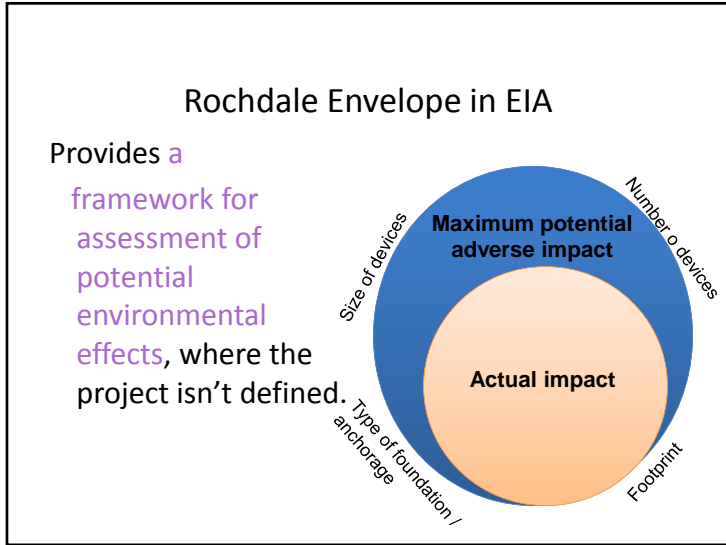 Rochdale Envelope in EIA
Provides a
framework for
assessment of
potential
environmental
effects, where the
project isn’t defined.
Size of devices
Maximum potential
adverse impact
Number o devices
Actual impact
Type of foundation /
anchorage
Footprint